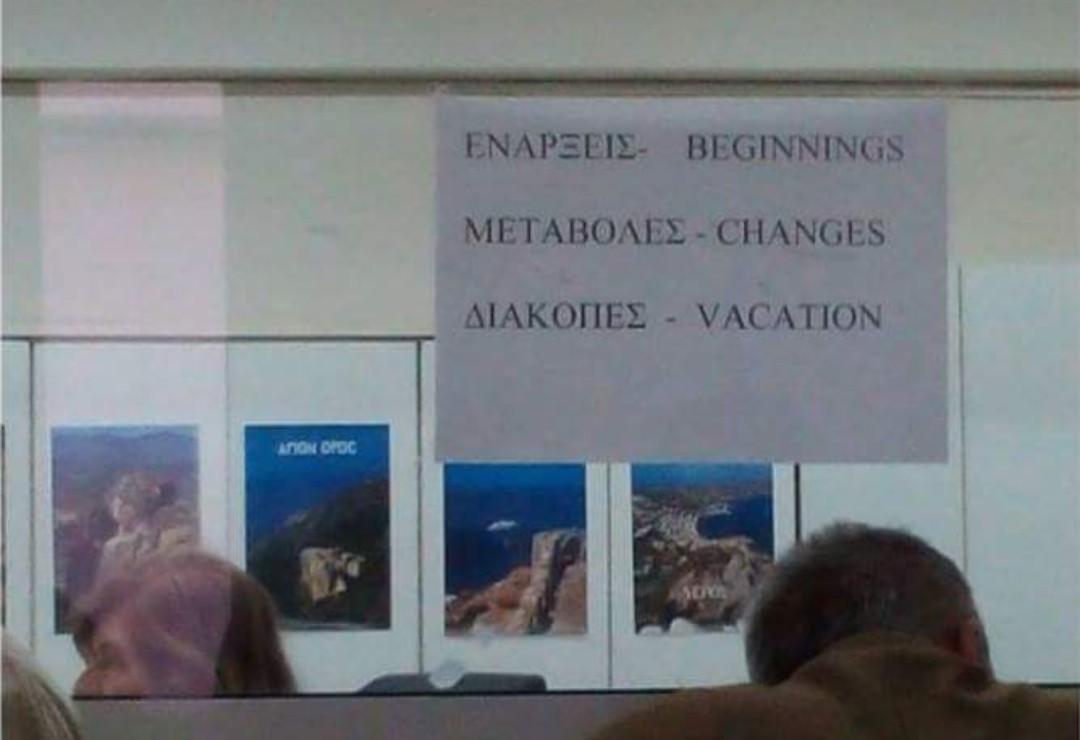 ΕΝΑΡΞΕΙΣ- BEGINNINGS
ΜΕΤΑΒΟΛΕΣ - CHANGES
ΔΙΑΚΟΠΕΣ - VACATION
ΑΓΙΟΝ ΟΡΟΣ